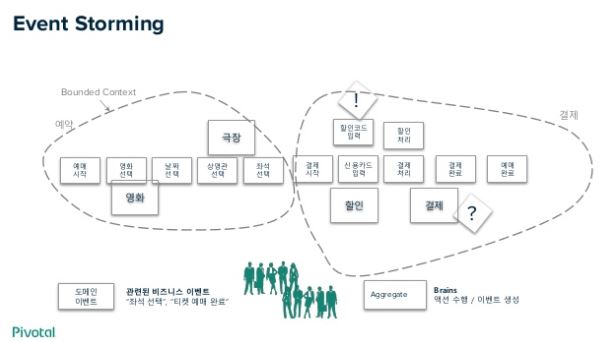 Event Storming
Bounded Context
예약
결제
!
극장
할인코드
입력
할인
처리
예매
시작
영화
선택
날짜
선택
상영관
선택
좌석
선택
결제
시작
신용카드
입력
결제
처리
결제
완료
예매
완료
영화
할인
결제
?
도메인
이벤트
관련된 비즈니스 이벤트
“좌석 선택”, “티켓 예매 완료”
Aggregate
Brains
액션 수행 / 이벤트 생성
Pivotal